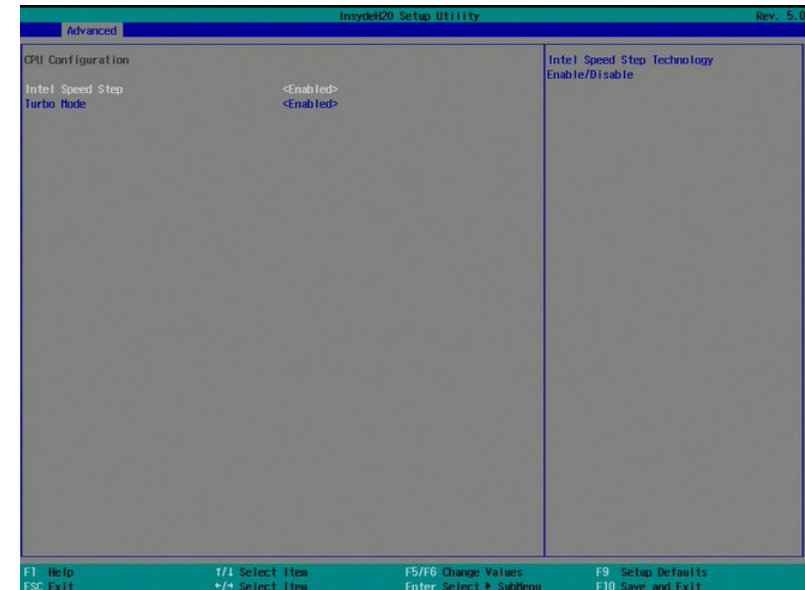 InsydeH20 Setup Utility Rev. 5.0
Advanced
CPU Configuration
Intel Speed Step <Enabled>
Turbo Mode <Enabled>
Intel Speed Step Technology
Enable/Disable
F1 Help ↑/↓ Select Item F5/F6 Change Values F9 Setup Defaults
ESC Exit ←/→ Select Item Enter Select ▶ SubMenu F10 Save and Exit